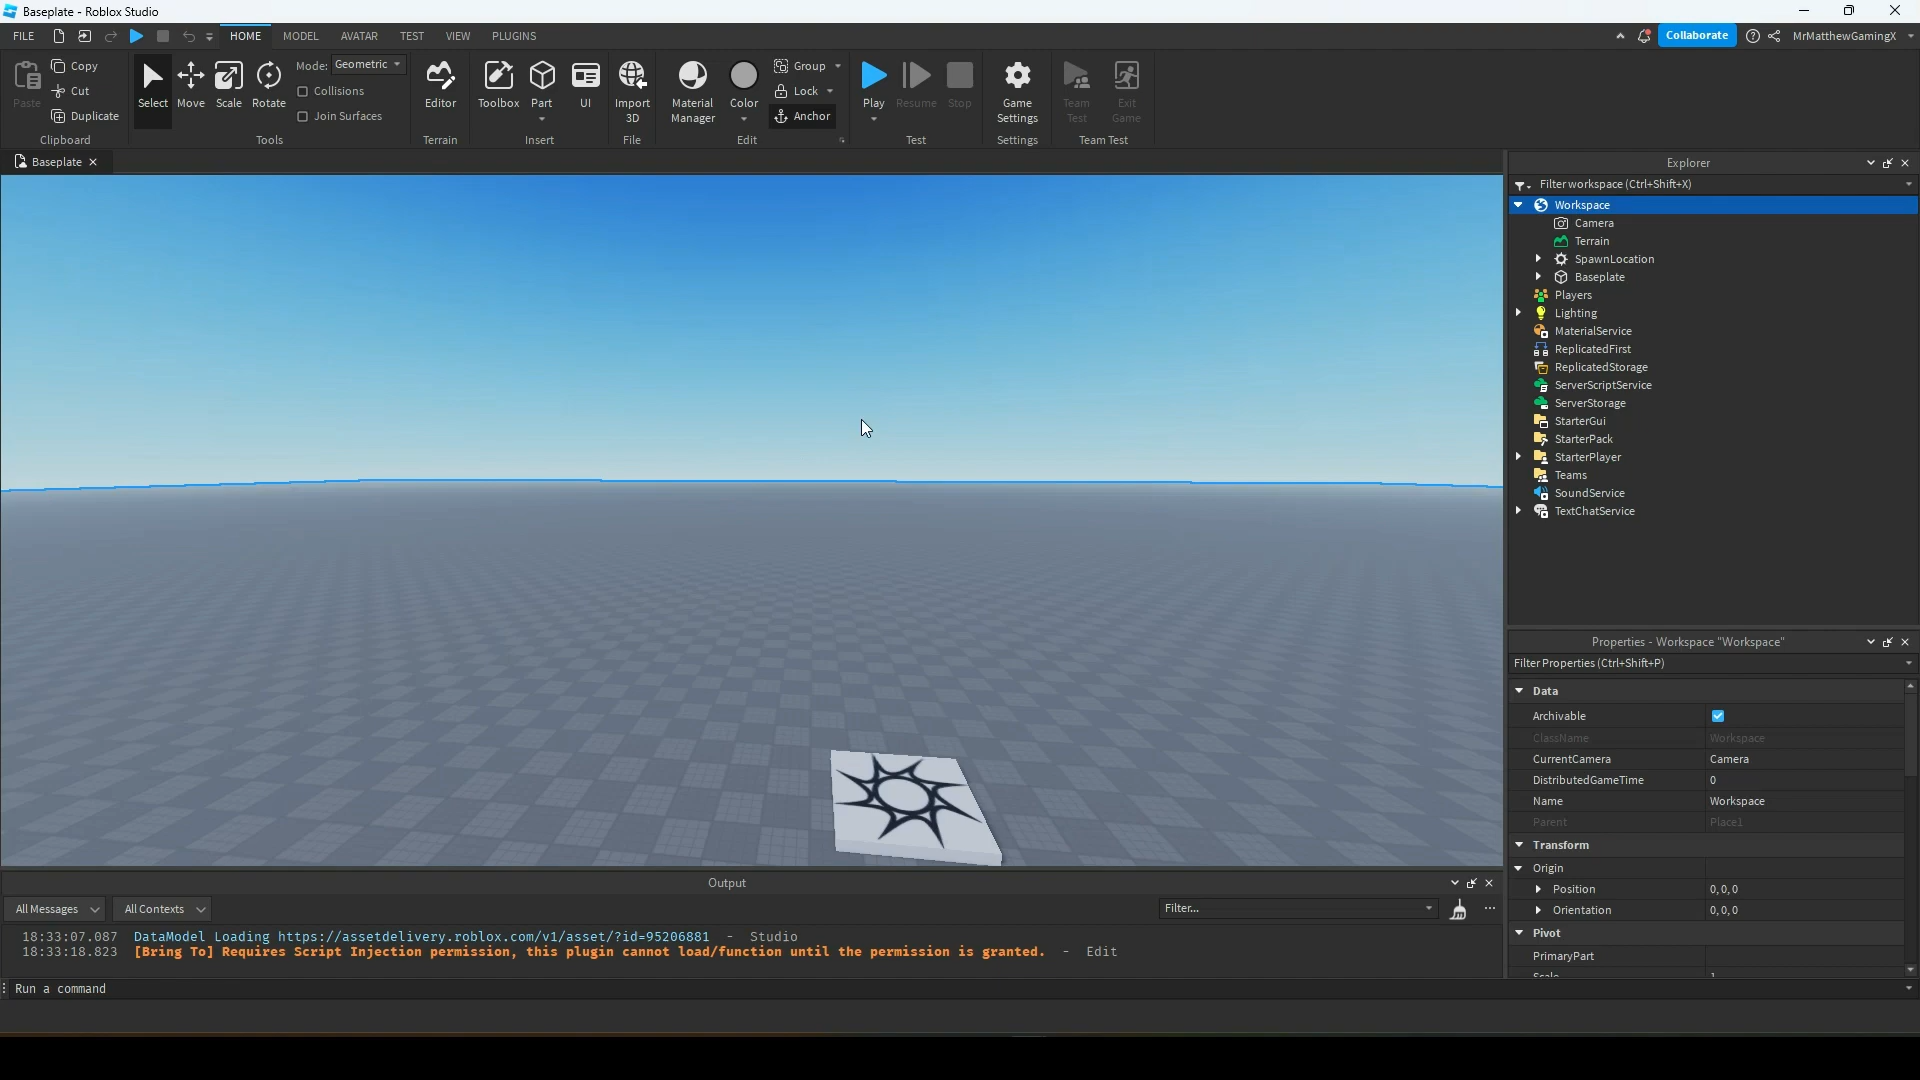 Baseplate - Roblox Studio
FILE HOME MODEL AVATAR TEST VIEW PLUGINS Collaborate MrMatthewGamingX
Paste Copy Cut Duplicate
Clipboard
Select Move Scale Rotate
Mode: Geometric
Collisions
Join Surfaces
Tools
Editor
Terrain
Toolbox Part UI
Insert
Import
3D
File
Material
Manager
Color
Group
Lock
Anchor
Edit
Play Resume Stop
Test
Game
Settings
Settings
Team
Test
Exit
Game
Team Test
Baseplate
Explorer
Filter workspace (Ctrl+Shift+X)
Workspace
Camera
Terrain
SpawnLocation
Baseplate
Players
Lighting
MaterialService
ReplicatedFirst
ReplicatedStorage
ServerScriptService
ServerStorage
StarterGui
StarterPack
StarterPlayer
Teams
SoundService
TextChatService
Properties - Workspace "Workspace"
Filter Properties (Ctrl+Shift+P)
Data
Archivable
ClassName Workspace
CurrentCamera Camera
DistributedGameTime 0
Name Workspace
Parent Place1
Transform
Origin
Position 0,0,0
Orientation 0,0,0
Pivot
PrimaryPart
Scale 1
Output
All Messages All Contexts Filter...
18:33:07.087 DataModel Loading https://assetdelivery.roblox.com/v1/asset/?id=95206881 - Studio
18:33:18.823 [Bring To] Requires Script Injection permission, this plugin cannot load/function until the permission is granted. - Edit
Run a command